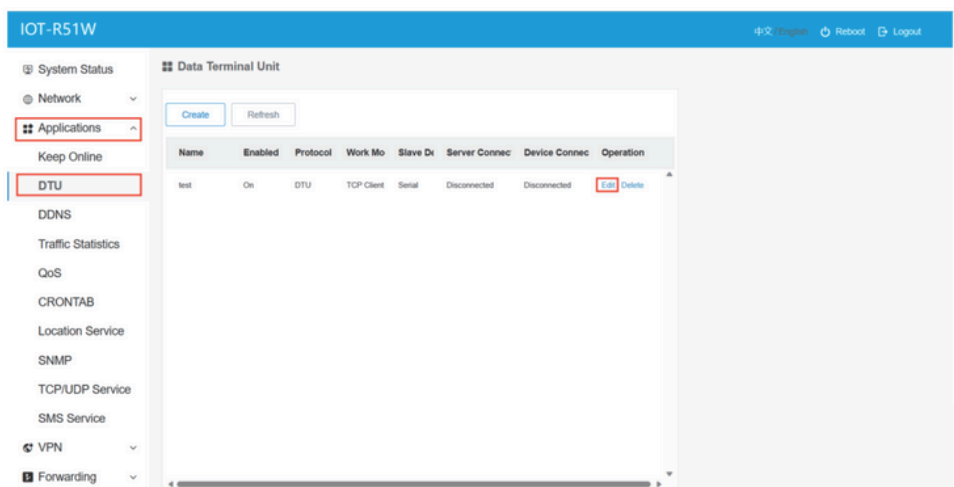 IOT-R51W
中文/English Reboot Logout
System Status
Network
Applications
Keep Online
DTU
DDNS
Traffic Statistics
QoS
CRONTAB
Location Service
SNMP
TCP/UDP Service
SMS Service
VPN
Forwarding
Data Terminal Unit
Create Refresh
Name Enabled Protocol Work Mo Slave De Server Connec Device Connec Operation
test On DTU TCP Client Serial Disconnected Disconnected Edit Delete